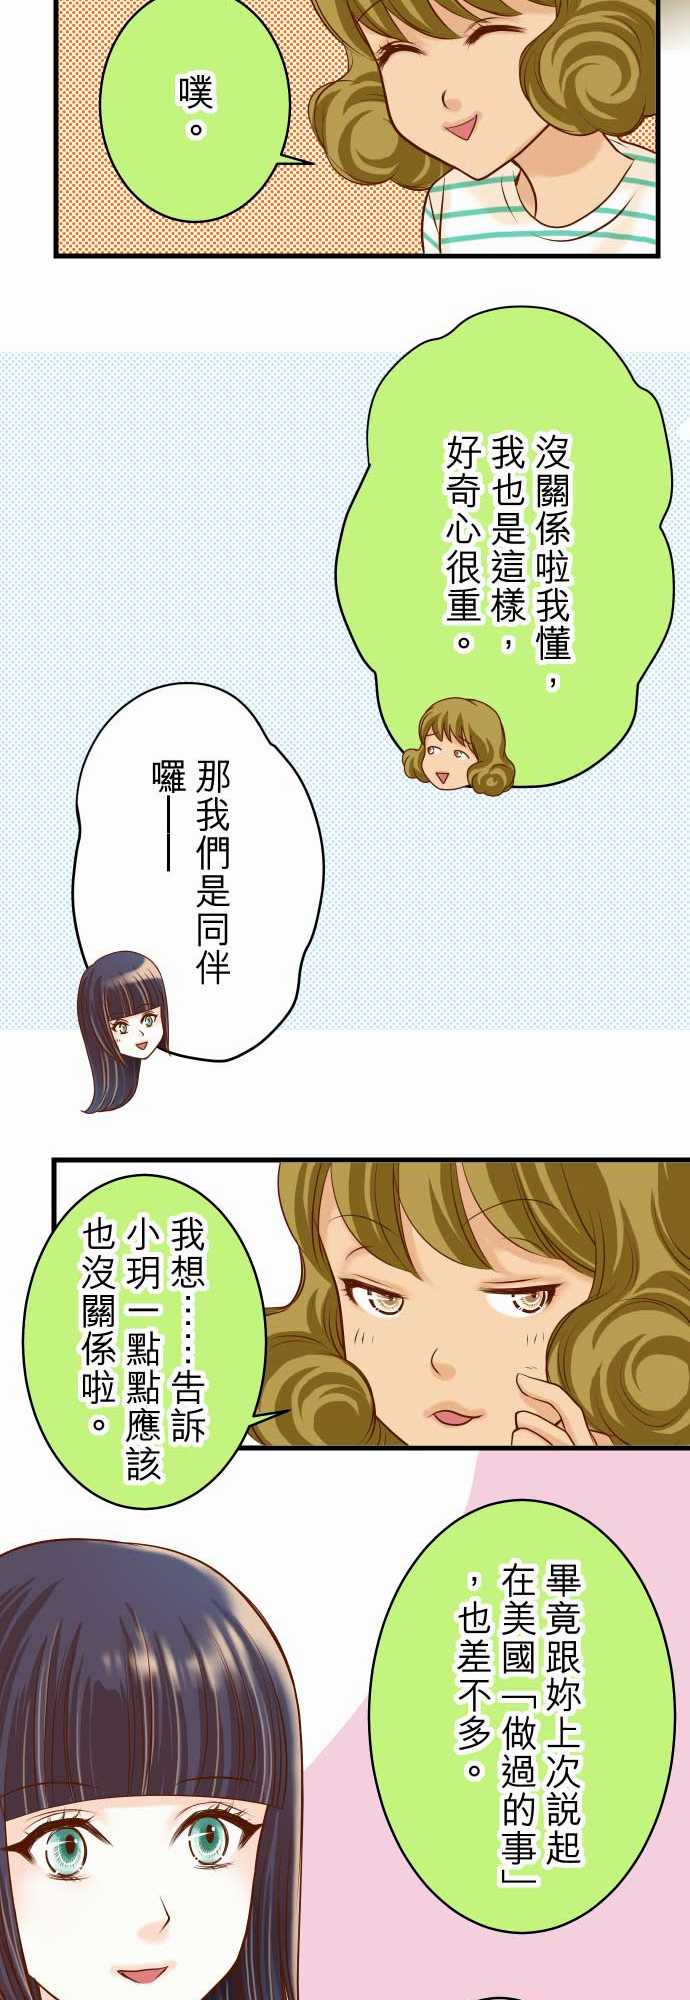 噗。
沒關係啦我懂，
我也是這樣，
好奇心很重。
那我們是同伴
囉——
我想……告訴
小玥一點點應該
也沒關係啦。
畢竟跟妳上次說起
在美國「做過的事」
，也差不多。